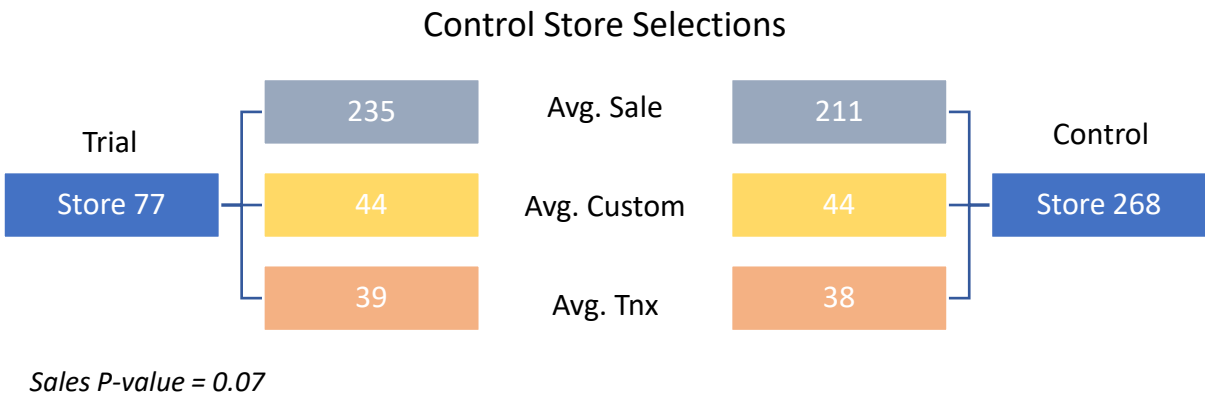 Control Store Selections
235
Avg. Sale
211
Trial
Control
Store 77
44
Avg. Custom
44
Store 268
39
Avg. Tnx
38
Sales P-value = 0.07